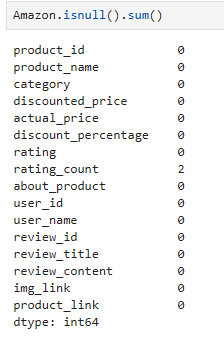 Amazon.isnull().sum()
product_id 0
product_name 0
category 0
discounted_price 0
actual_price 0
discount_percentage 0
rating 0
rating_count 2
about_product 0
user_id 0
user_name 0
review_id 0
review_title 0
review_content 0
img_link 0
product_link 0
dtype: int64